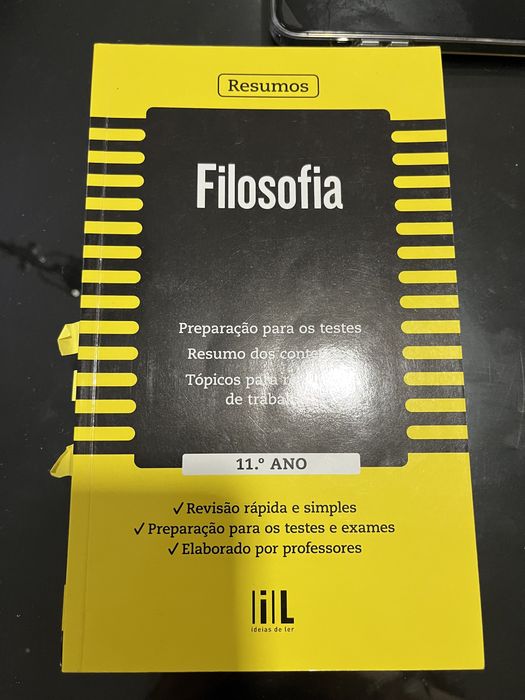 Resumos
Filosofia
Preparação para os testes
Resumo dos
Tópicos para
de
11.º ANO
✓ Revisão rápida e simples
✓ Preparação para os testes e exames
✓ Elaborado por professores
iL
ideias de ler